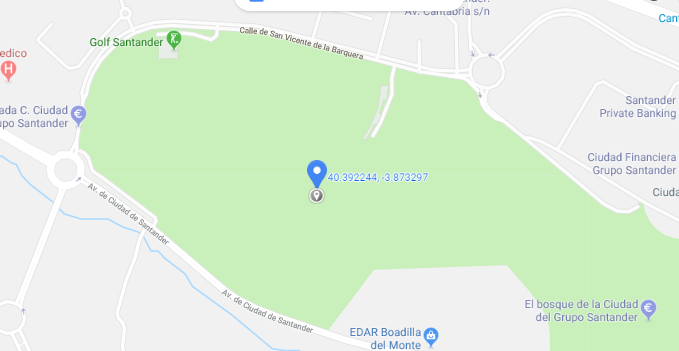 Av. Cantabria s/n
Cant
Golf Santander
Calle de San Vicente de la Barquera
edico
H
ada C. Ciudad
upo Santander
Santander
Private Banking
Ciudad Financiera
Grupo Santander
Ciuda
40.392244, -3.873297
Av. de Ciudad de Santander
Av. de Ciudad de Santander
El bosque de la Ciudad
del Grupo Santander
EDAR Boadilla
del Monte